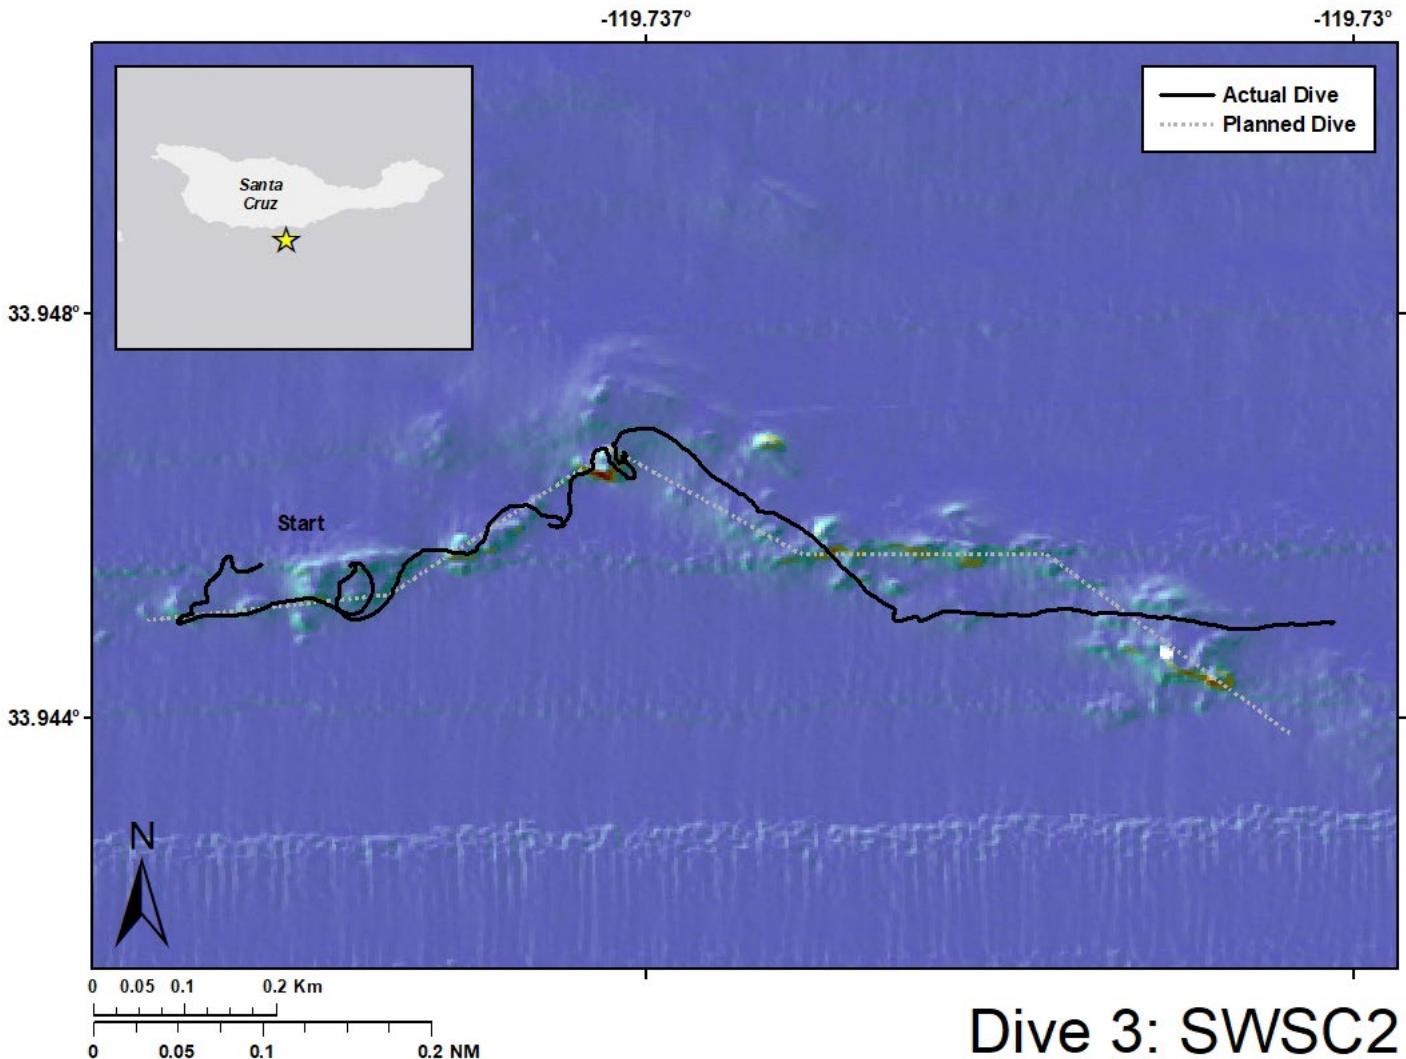 -119.737°
-119.73°
Santa
Cruz
Actual Dive
Planned Dive
33.948°
Start
33.944°
N
0 0.05 0.1 0.2 Km
0 0.05 0.1 0.2 NM
Dive 3: SWSC2